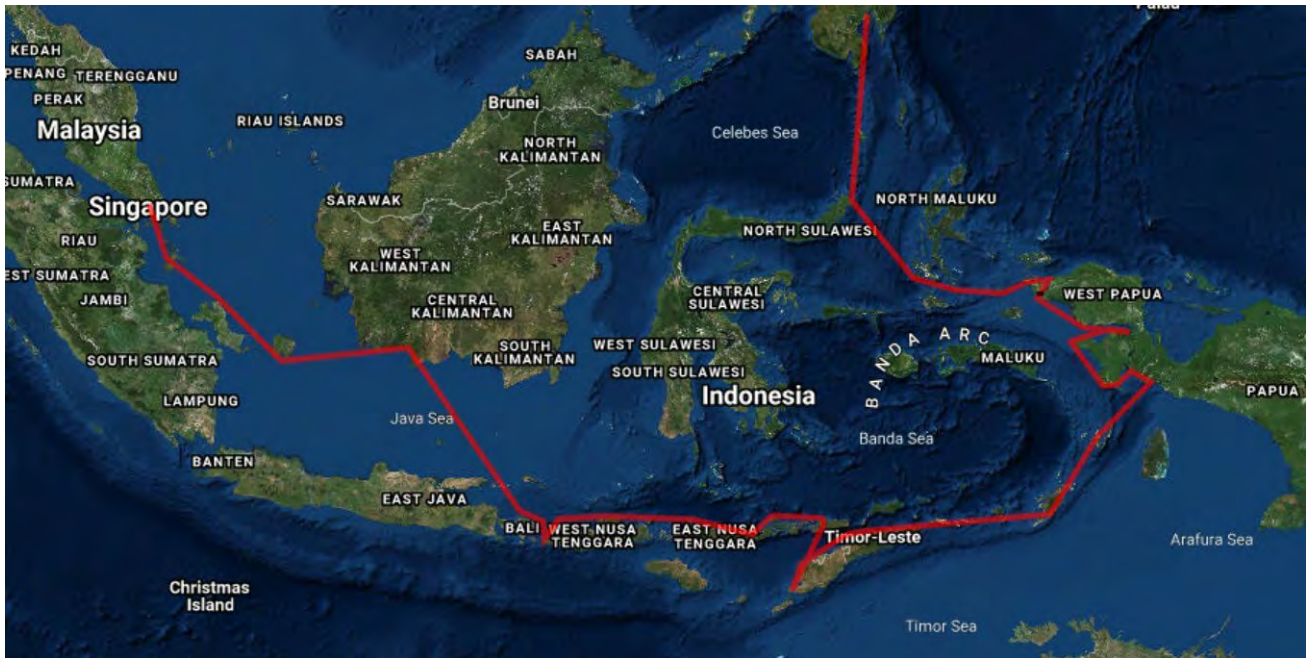 Palau
KEDAH
PENANG
TERENGGANU
PERAK
Malaysia
SABAH
Brunei
RIAU ISLANDS
Celebes Sea
NORTH
KALIMANTAN
SUMATRA
SARAWAK
NORTH MALUKU
Singapore
RIAU
EAST
KALIMANTAN
NORTH SULAWESI
WEST
KALIMANTAN
EST SUMATRA
JAMBI
CENTRAL
KALIMANTAN
CENTRAL
SULAWESI
WEST PAPUA
SOUTH SUMATRA
SOUTH
KALIMANTAN
WEST SULAWESI
SOUTH SULAWESI
BANDA ARC
MALUKU
LAMPUNG
Indonesia
PAPUA
Java Sea
Banda Sea
BANTEN
EAST JAVA
BALI
WEST NUSA
TENGGARA
EAST NUSA
TENGGARA
Timor-Leste
Arafura Sea
Christmas
Island
Timor Sea